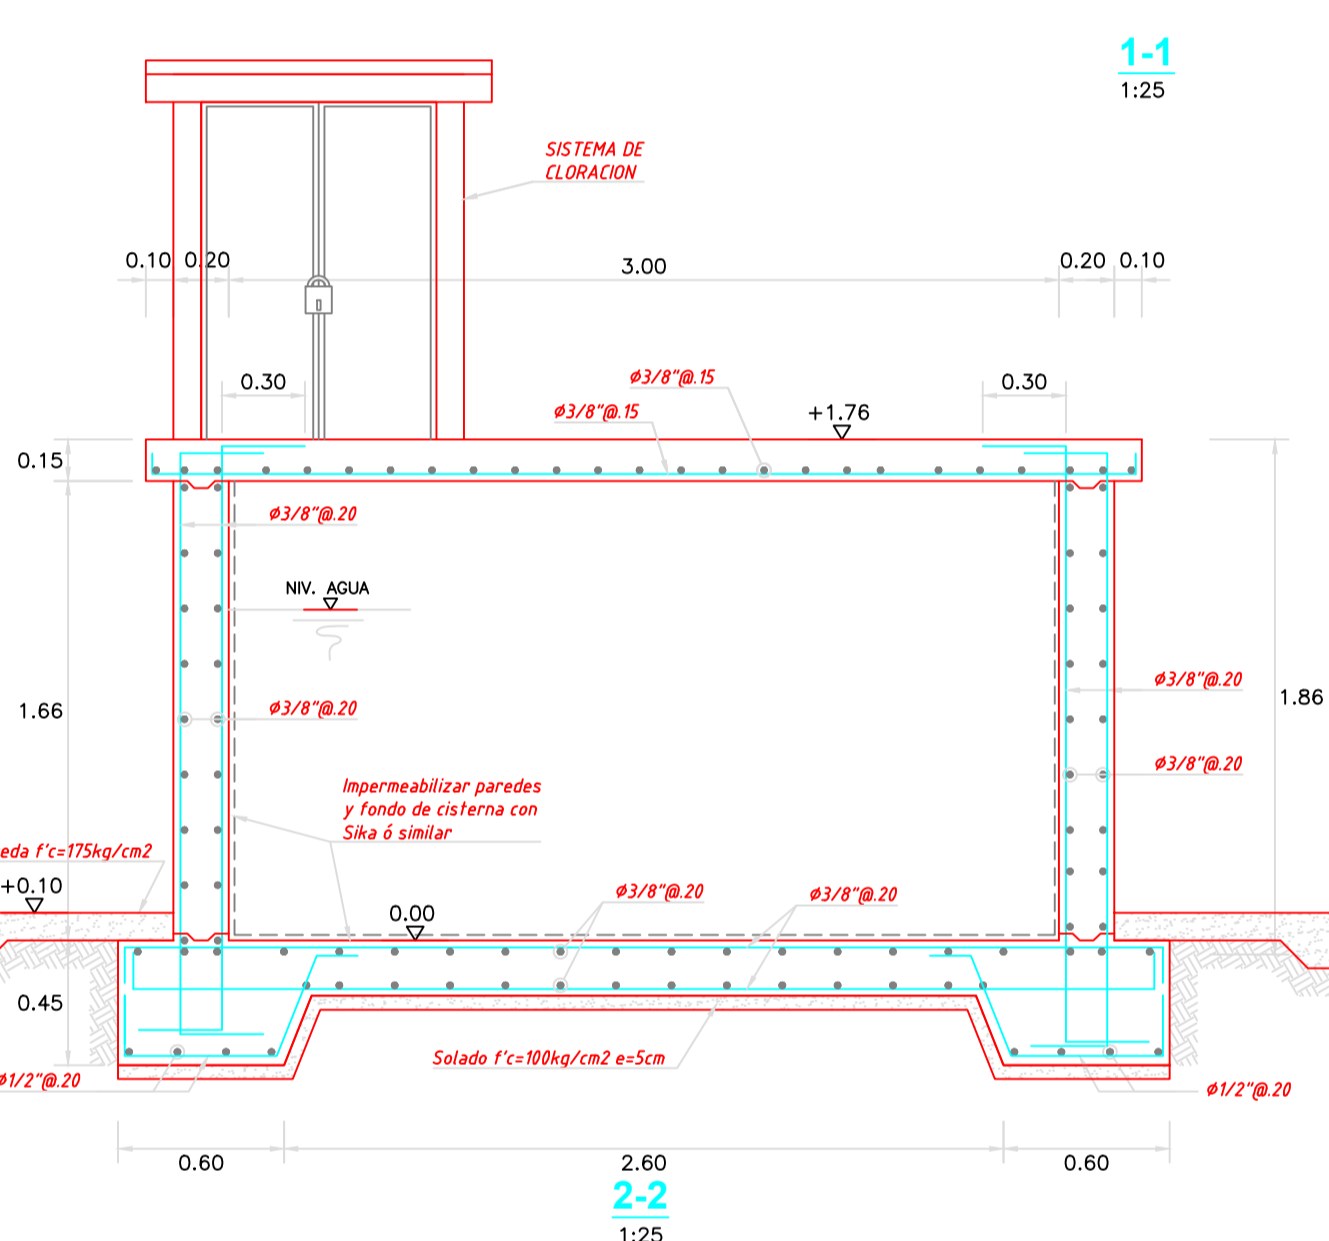 1-1
1:25
SISTEMA DE
CLORACION
0.10
0.20
3.00
0.20
0.10
0.30
Ø3/8"@.15
0.30
Ø3/8"@.15
+1.76
0.15
Ø3/8"@.20
NIV. AGUA
Ø3/8"@.20
Ø3/8"@.20
1.66
1.86
Ø3/8"@.20
Impermeabilizar paredes
y fondo de cisterna con
Sika ó similar
eda f'c=175kg/cm2
+0.10
Ø3/8"@.20
Ø3/8"@.20
0.00
0.45
Solado f'c=100kg/cm2 e=5cm
Ø1/2"@.20
Ø1/2"@.20
0.60
2.60
0.60
2-2
1:25